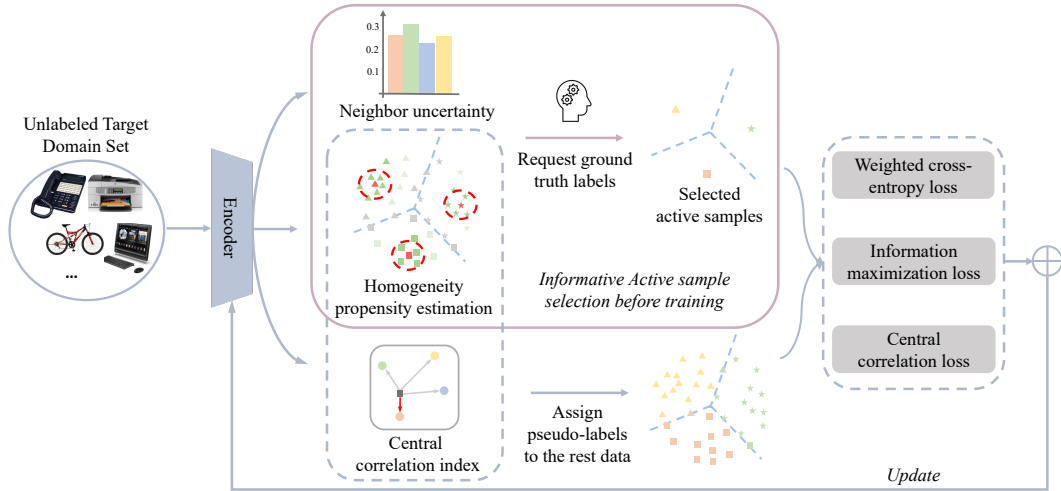 Unlabeled Target
Domain Set
...
Encoder
0.3
0.2
0.1
Neighbor uncertainty
Homogeneity
propensity estimation
Request ground
truth labels
Selected
active samples
Informative Active sample
selection before training
Central
correlation index
Assign
pseudo-labels
to the rest data
Weighted cross-
entropy loss
Information
maximization loss
Central
correlation loss
Update